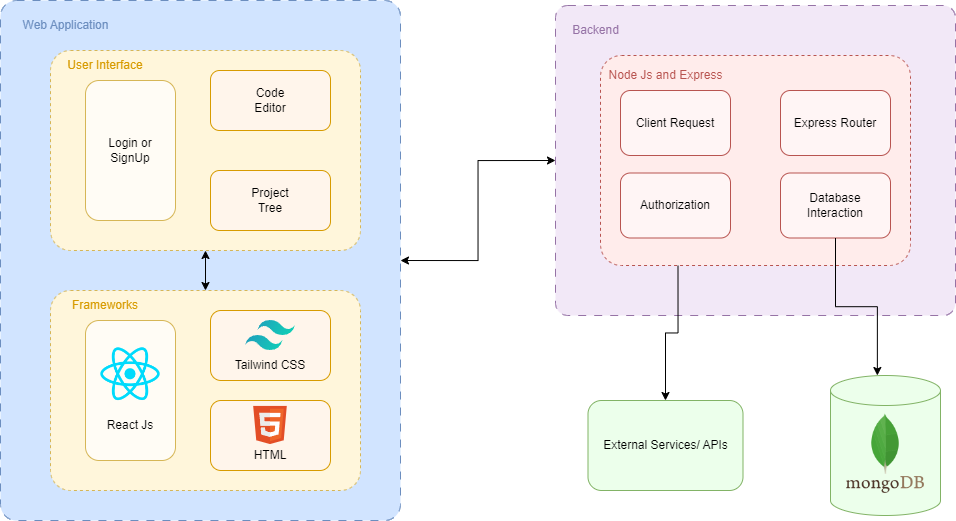 Web Application
User Interface
Login or
SignUp
Code
Editor
Project
Tree
Frameworks
React Js
Tailwind CSS
5
HTML
Backend
Node Js and Express
Client Request
Express Router
Authorization
Database
Interaction
External Services/ APIs
mongoDB